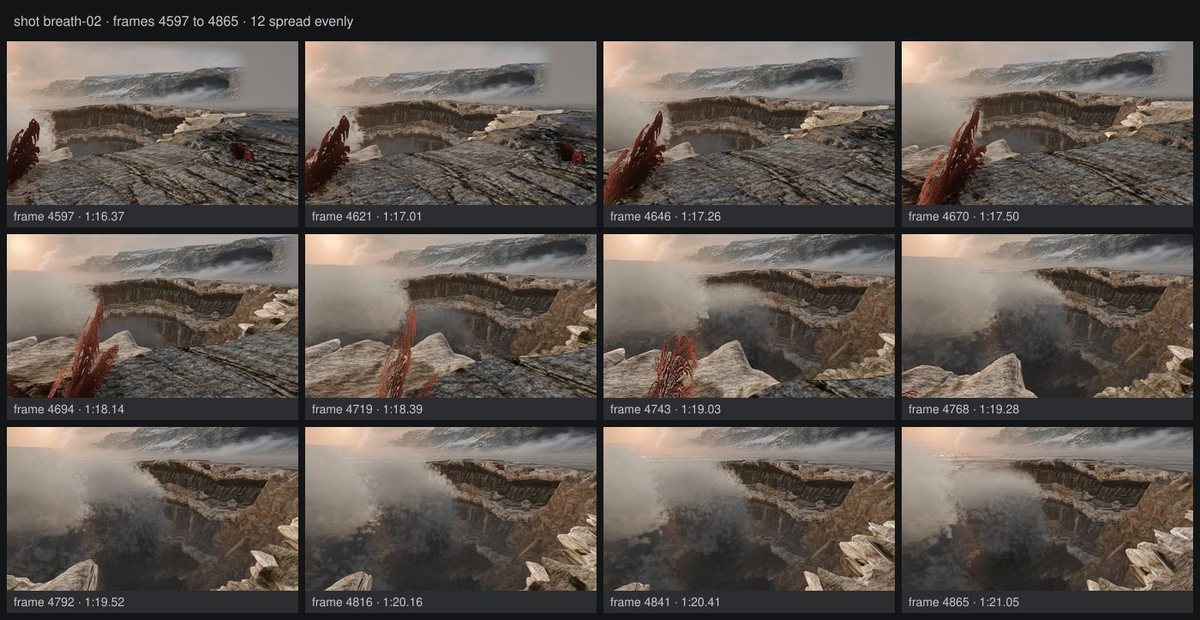 shot breath-02 · frames 4597 to 4865 · 12 spread evenly
frame 4597 · 1:16.37
frame 4621 · 1:17.01
frame 4646 · 1:17.26
frame 4670 · 1:17.50
frame 4694 · 1:18.14
frame 4719 · 1:18.39
frame 4743 · 1:19.03
frame 4768 · 1:19.28
frame 4792 · 1:19.52
frame 4816 · 1:20.16
frame 4841 · 1:20.41
frame 4865 · 1:21.05